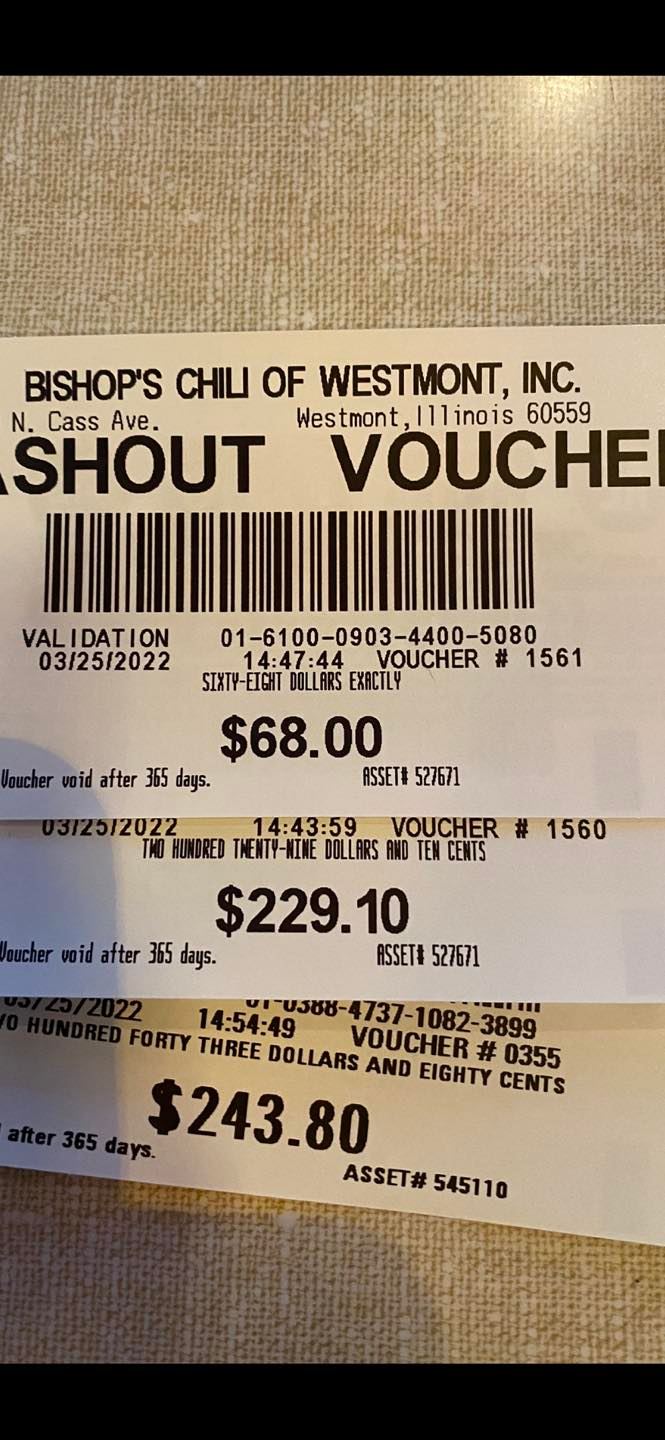 BISHOP'S CHILI OF WESTMONT, INC.
N. Cass Ave. Westmont,Illinois 60559
ASHOUT VOUCHER
VALIDATION 01-6100-0903-4400-5080
03/25/2022 14:47:44 VOUCHER # 1561
SIXTY-EIGHT DOLLARS EXACTLY
$68.00
Voucher void after 365 days. ASSET# 527671
03/25/2022 14:43:59 VOUCHER # 1560
TWO HUNDRED TWENTY-NINE DOLLARS AND TEN CENTS
$229.10
Voucher void after 365 days. ASSET# 527671
01-0388-4737-1082-3899
03/25/2022 14:54:49 VOUCHER # 0355
WO HUNDRED FORTY THREE DOLLARS AND EIGHTY CENTS
$243.80
after 365 days. ASSET# 545110